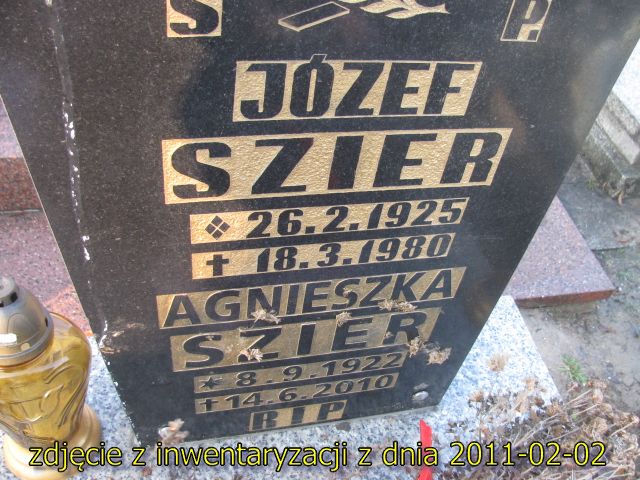 Ś P.
JÓZEF
SZIER
❖ 26.2.1925
✝ 18.3.1980
AGNIESZKA
SZIER
★ 8.9.1922
✝ 14.6.2010
RIP
zdjęcie z inwentaryzacji z dnia 2011-02-02